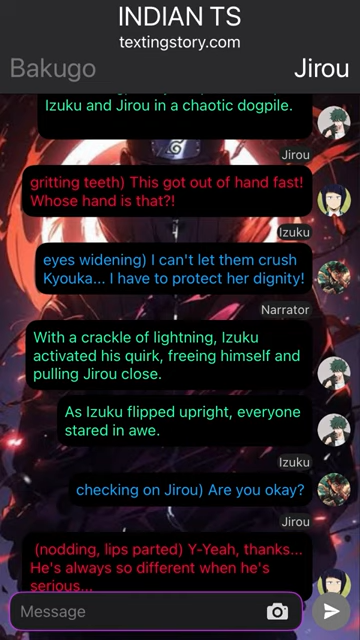 INDIAN TS
textingstory.com
Bakugo
Jirou
Izuku and Jirou in a chaotic dogpile.
Jirou
gritting teeth) This got out of hand fast!
Whose hand is that?!
Izuku
eyes widening) I can't let them crush
Kyouka... I have to protect her dignity!
Narrator
With a crackle of lightning, Izuku
activated his quirk, freeing himself and
pulling Jirou close.
As Izuku flipped upright, everyone
stared in awe.
Izuku
checking on Jirou) Are you okay?
Jirou
(nodding, lips parted) Y-Yeah, thanks...
He's always so different when he's
serious...
Message